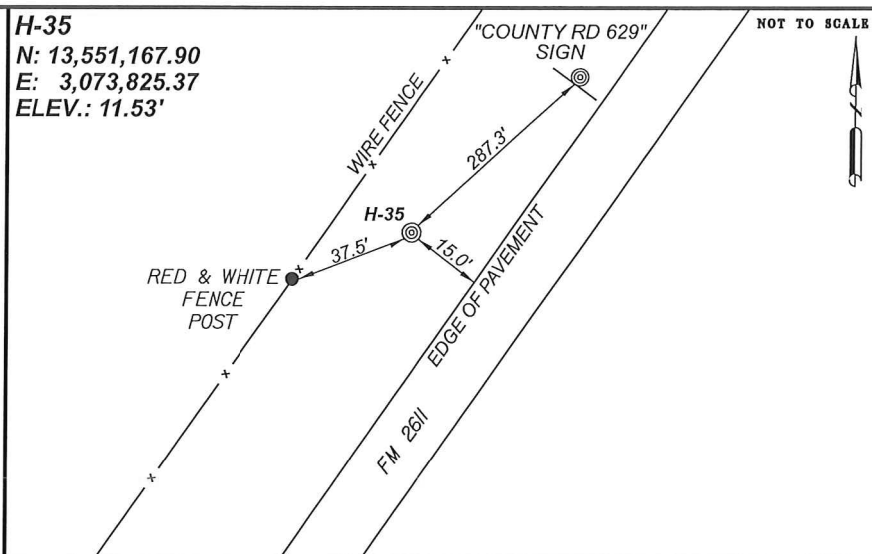 H-35
N: 13,551,167.90
E: 3,073,825.37
ELEV.: 11.53'
"COUNTY RD 629"
SIGN
NOT TO SCALE
WIRE FENCE
287.3'
H-35
37.5'
15.0'
RED & WHITE
FENCE
POST
EDGE OF PAVEMENT
FM 2611